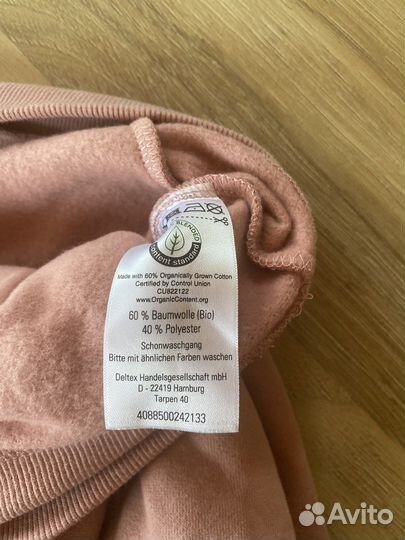 BLENDED
content standard
Made with 60% Organically Grown Cotton
Certified by Control Union
CU822122
www.OrganicContent.org
60 % Baumwolle (Bio)
40 % Polyester
Schonwaschgang
Bitte mit ähnlichen Farben waschen
Deltex Handelsgesellschaft mbH
D - 22419 Hamburg
Tarpen 40
4088500242133
Avito